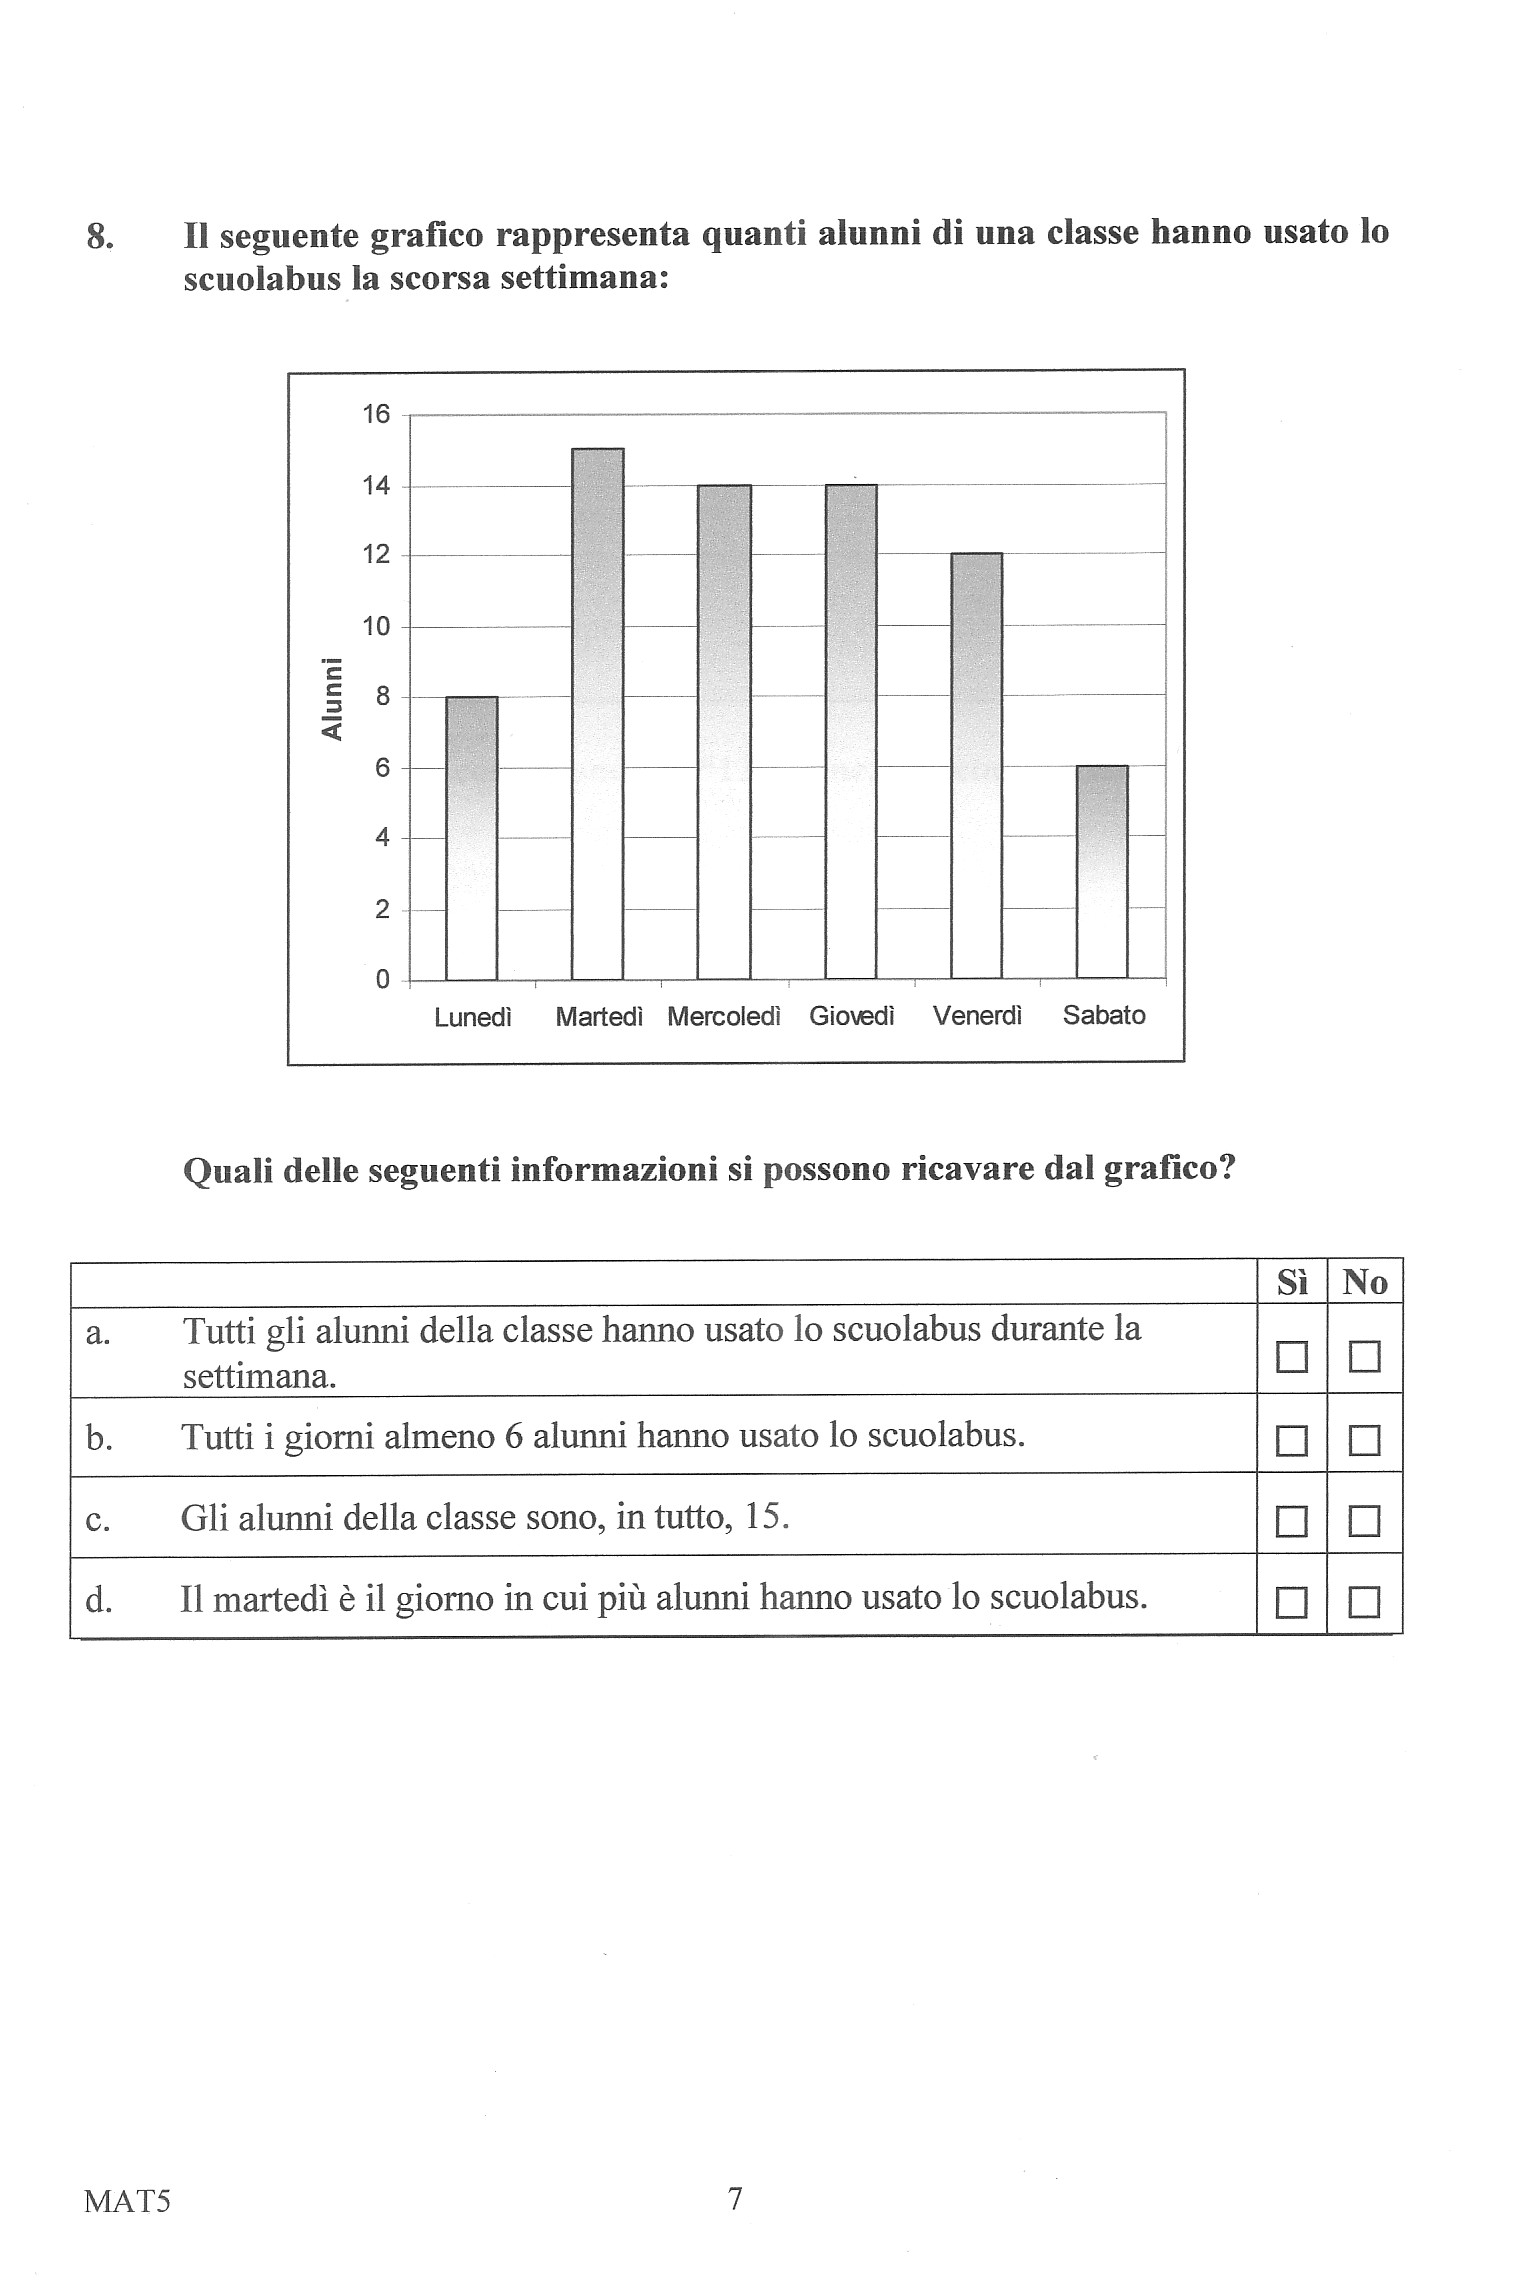 8. Il seguente grafico rappresenta quanti alunni di una classe hanno usato lo
scuolabus la scorsa settimana:
16
14
12
10
8
6
4
2
0
Alunni
Lunedì Martedì Mercoledì Giovedì Venerdì Sabato
Quali delle seguenti informazioni si possono ricavare dal grafico?
Sì No
a. Tutti gli alunni della classe hanno usato lo scuolabus durante la
settimana.
b. Tutti i giorni almeno 6 alunni hanno usato lo scuolabus.
c. Gli alunni della classe sono, in tutto, 15.
d. Il martedì è il giorno in cui più alunni hanno usato lo scuolabus.
MAT5 7